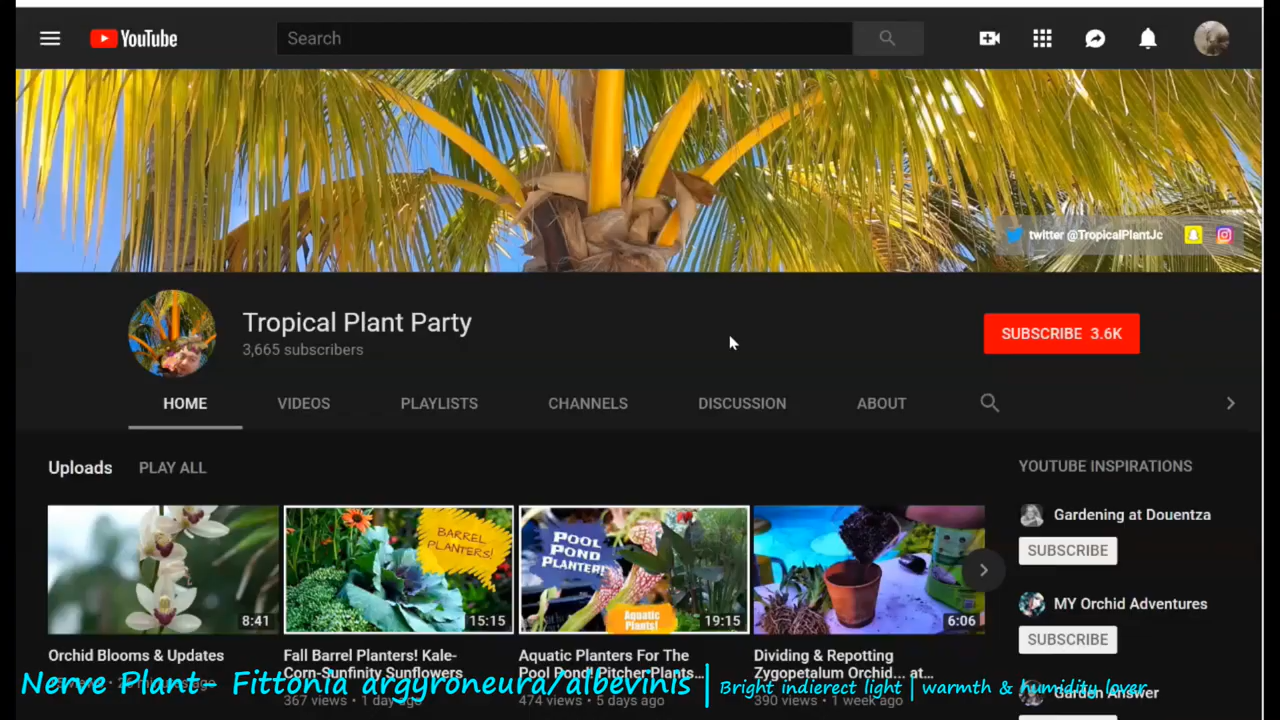 YouTube
Search
twitter @TropicalPlantJc
Tropical Plant Party
3,665 subscribers
SUBSCRIBE 3.6K
HOME VIDEOS PLAYLISTS CHANNELS DISCUSSION ABOUT
Uploads PLAY ALL
YOUTUBE INSPIRATIONS
Gardening at Douentza
SUBSCRIBE
MY Orchid Adventures
SUBSCRIBE
Garden Answer
BARREL
PLANTERS!
POOL
POND
PLANTER!
Aquatic
Plants!
8:41
15:15
19:15
6:06
Orchid Blooms & Updates
Fall Barrel Planters! Kale-
Corn-Sunfinity Sunflowers
367 views • 1 day ago
Aquatic Planters For The
Pool Pond! Pitcher Plants...
474 views • 5 days ago
Dividing & Repotting
Zygopetalum Orchid... at...
390 views • 1 week ago
Nerve Plant- Fittonia argyroneura/albevinis | Bright indierect light | warmth & humidity lover